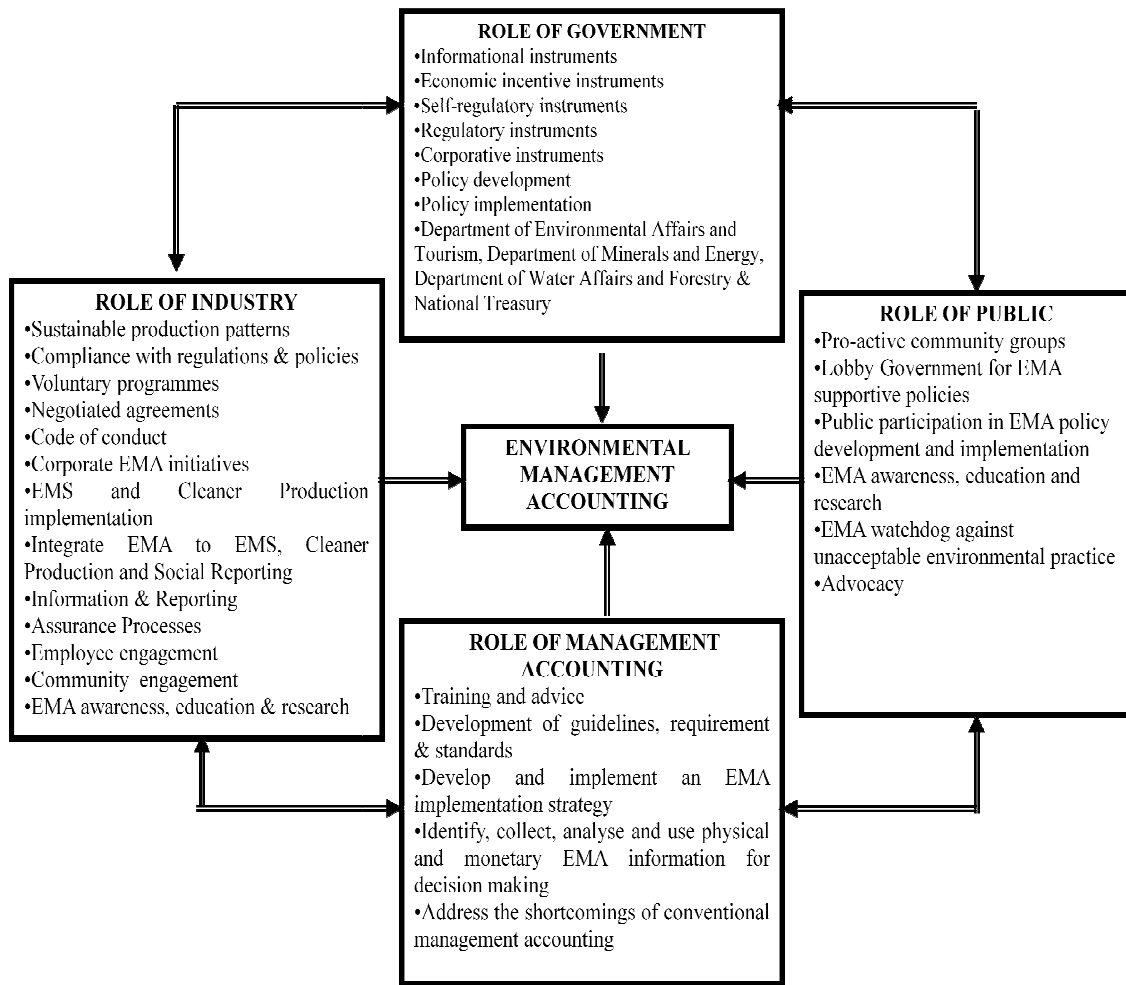 ROLE OF GOVERNMENT
•Informational instruments
•Economic incentive instruments
•Self-regulatory instruments
•Regulatory instruments
•Corporative instruments
•Policy development
•Policy implementation
•Department of Environmental Affairs and
Tourism, Department of Minerals and Energy,
Department of Water Affairs and Forestry &
National Treasury
ROLE OF INDUSTRY
•Sustainable production patterns
•Compliance with regulations & policies
•Voluntary programmes
•Negotiated agreements
•Code of conduct
•Corporate EMA initiatives
•EMS and Cleaner Production
implementation
•Integrate EMA to EMS, Cleaner
Production and Social Reporting
•Information & Reporting
•Assurance Processes
•Employee engagement
•Community engagement
•EMA awareness, education & research
ENVIRONMENTAL
MANAGEMENT
ACCOUNTING
ROLE OF PUBLIC
•Pro-active community groups
•Lobby Government for EMA
supportive policies
•Public participation in EMA policy
development and implementation
•EMA awareness, education and
research
•EMA watchdog against
unacceptable environmental practice
•Advocacy
ROLE OF MANAGEMENT
ACCOUNTING
•Training and advice
•Development of guidelines, requirement
& standards
•Develop and implement an EMA
implementation strategy
•Identify, collect, analyse and use physical
and monetary EMA information for
decision making
•Address the shortcomings of conventional
management accounting